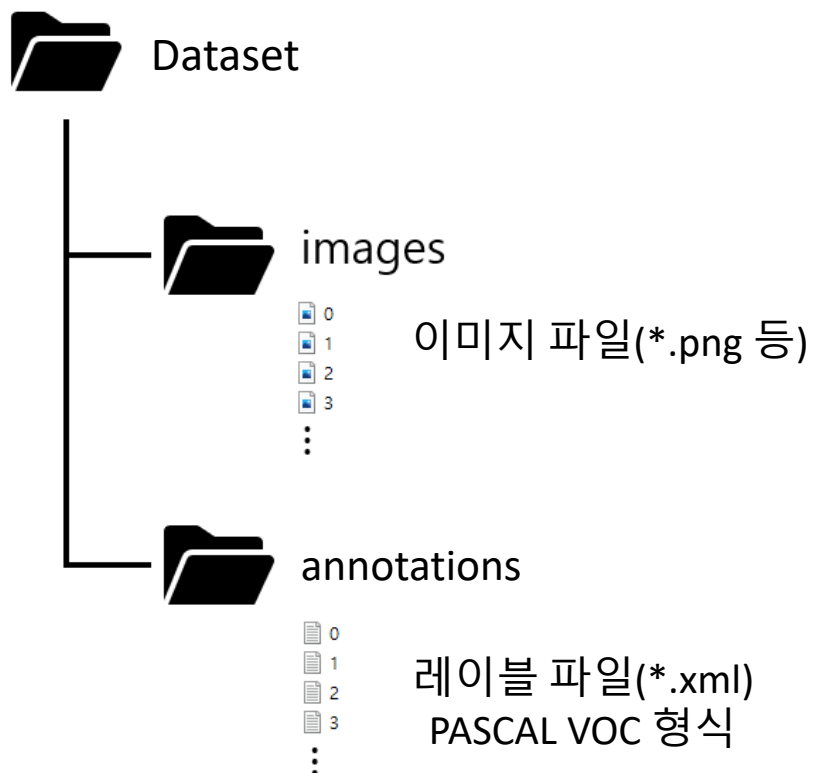 Dataset
images
0
1
2
3
이미지 파일(*.png 등)
annotations
0
1
2
3
레이블 파일(*.xml)
PASCAL VOC 형식